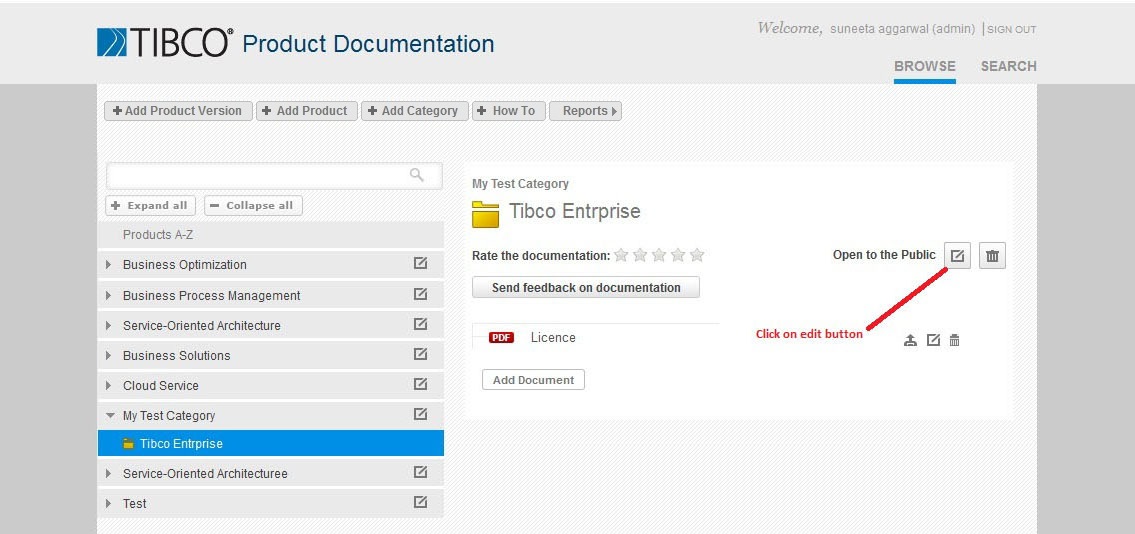 Welcome, suneeta aggarwal (admin) | SIGN OUT
TIBCO® Product Documentation
BROWSE SEARCH
+ Add Product Version + Add Product + Add Category + How To Reports
+ Expand all − Collapse all
Products A-Z
Business Optimization
Business Process Management
Service-Oriented Architecture
Business Solutions
Cloud Service
My Test Category
Tibco Entrprise
Service-Oriented Architecturee
Test
My Test Category
Tibco Entrprise
Rate the documentation:
Open to the Public
Send feedback on documentation
Click on edit button
PDF Licence
Add Document